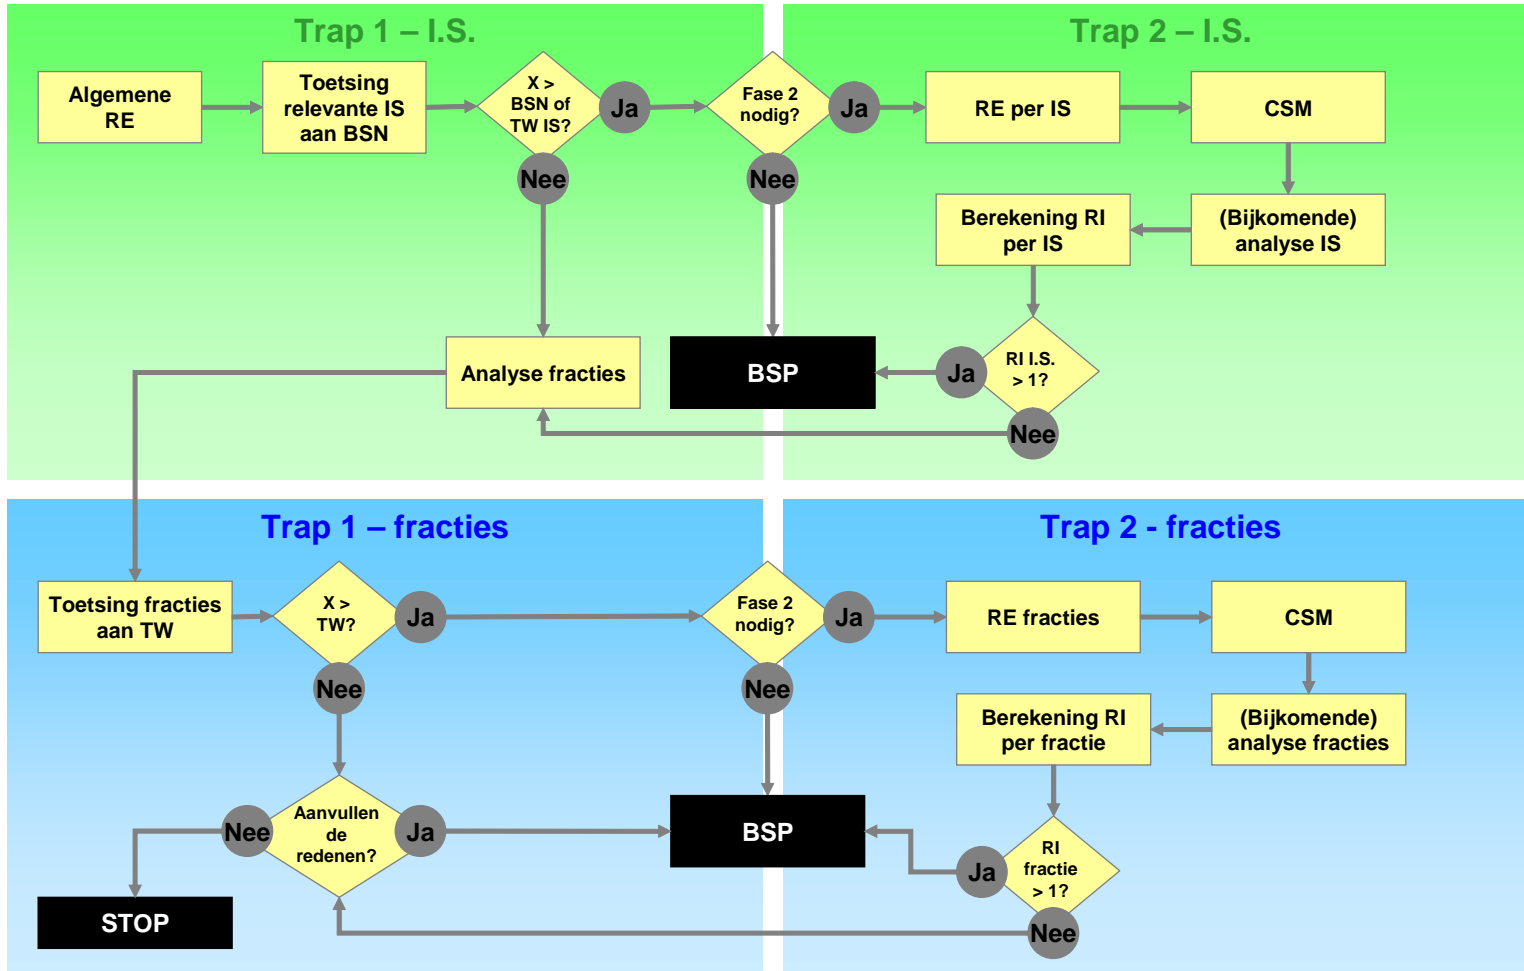 Trap 1 – I.S.
Algemene
RE
Toetsing
relevante IS
aan BSN
X >
BSN of
TW IS?
Ja
Nee
Analyse fracties
Fase 2
nodig?
Ja
Nee
BSP
Trap 2 – I.S.
RE per IS
CSM
(Bijkomende)
analyse IS
Berekening RI
per IS
RI I.S.
> 1?
Ja
Nee
Trap 1 – fracties
Toetsing fracties
aan TW
X >
TW?
Ja
Nee
Aanvullen
de
redenen?
Nee
Ja
STOP
Fase 2
nodig?
Ja
Nee
BSP
Trap 2 - fracties
RE fracties
CSM
(Bijkomende)
analyse fracties
Berekening RI
per fractie
RI
fractie
> 1?
Ja
Nee